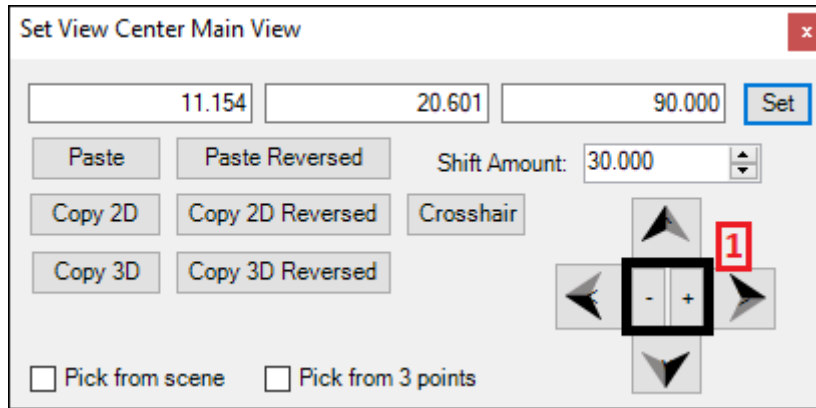 Set View Center Main View
x
11.154 20.601 90.000 Set
Paste Paste Reversed Shift Amount: 30.000
Copy 2D Copy 2D Reversed Crosshair
1
Copy 3D Copy 3D Reversed
- +
Pick from scene Pick from 3 points